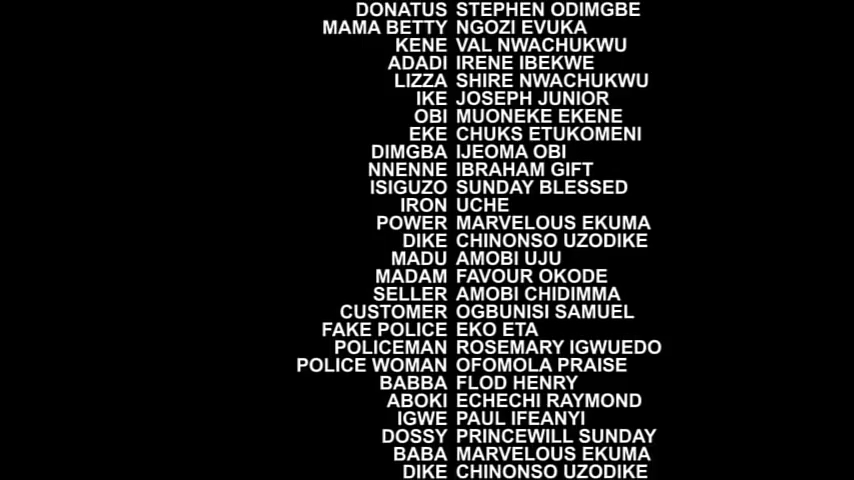 DONATUS STEPHEN ODIMGBE
MAMA BETTY NGOZI EVUKA
KENE VAL NWACHUKWU
ADADI IRENE IBEKWE
LIZZA SHIRE NWACHUKWU
IKE JOSEPH JUNIOR
OBI MUONEKE EKENE
EKE CHUKS ETUKOMENI
DIMGBA IJEOMA OBI
NNENNE IBRAHAM GIFT
ISIGUZO SUNDAY BLESSED
IRON UCHE
POWER MARVELOUS EKUMA
DIKE CHINONSO UZODIKE
MADU AMOBI UJU
MADAM FAVOUR OKODE
SELLER AMOBI CHIDIMMA
CUSTOMER OGBUNISI SAMUEL
FAKE POLICE EKO ETA
POLICEMAN ROSEMARY IGWUEDO
POLICE WOMAN OFOMOLA PRAISE
BABBA FLOD HENRY
ABOKI ECHECHI RAYMOND
IGWE PAUL IFEANYI
DOSSY PRINCEWILL SUNDAY
BABA MARVELOUS EKUMA
DIKE CHINONSO UZODIKE